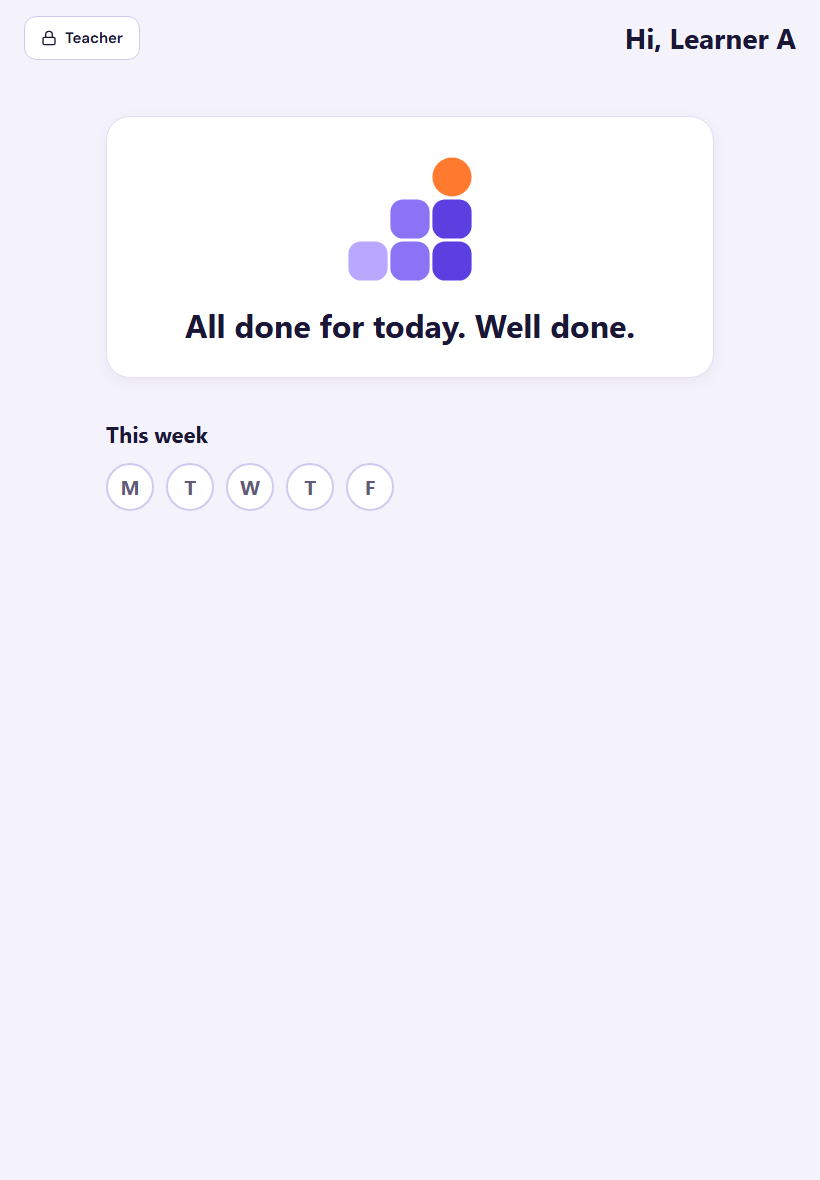 Teacher
Hi, Learner A
All done for today. Well done.
This week
M T W T F